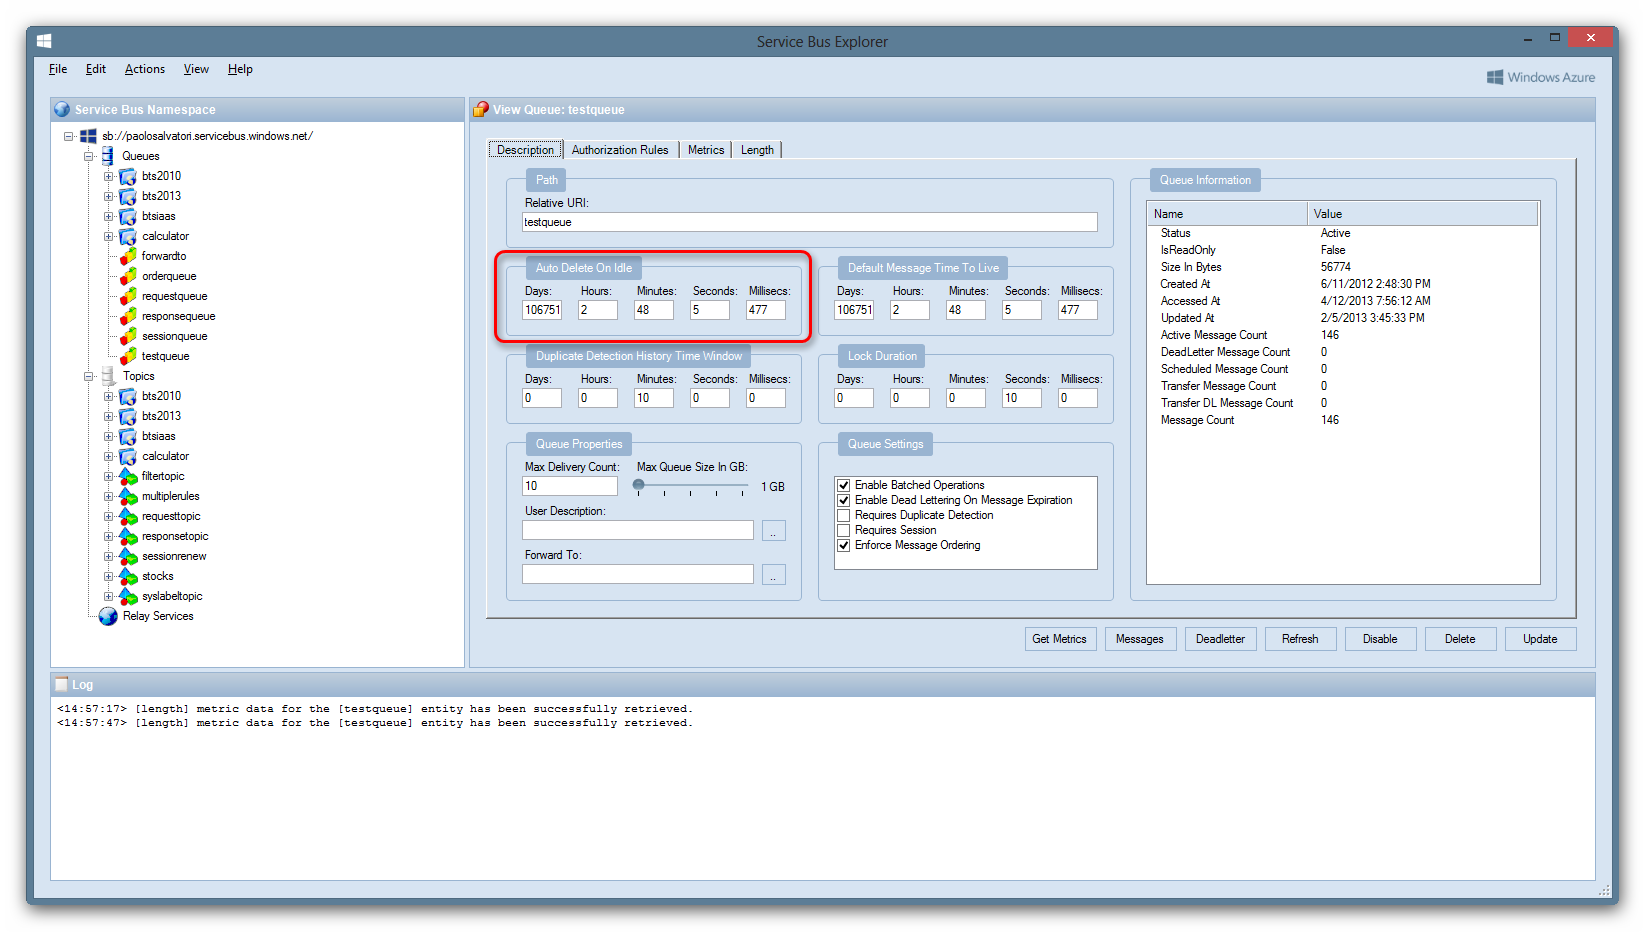 Service Bus Explorer
File Edit Actions View Help
Windows Azure
Service Bus Namespace
sb://paolosalvatori.servicebus.windows.net/
Queues
bts2010
bts2013
btsiaas
calculator
forwardto
orderqueue
requestqueue
responsequeue
sessionqueue
testqueue
Topics
bts2010
bts2013
btsiaas
calculator
filtertopic
multiplerules
requesttopic
responsetopic
sessionrenew
stocks
syslabeltopic
Relay Services
View Queue: testqueue
Description Authorization Rules Metrics Length
Path
Relative URI:
testqueue
Auto Delete On Idle
Days: Hours: Minutes: Seconds: Millisecs:
106751 2 48 5 477
Default Message Time To Live
Days: Hours: Minutes: Seconds: Millisecs:
106751 2 48 5 477
Duplicate Detection History Time Window
Days: Hours: Minutes: Seconds: Millisecs:
0 0 10 0 0
Lock Duration
Days: Hours: Minutes: Seconds: Millisecs:
0 0 0 10 0
Queue Properties
Max Delivery Count: Max Queue Size In GB:
10 1 GB
User Description:
..
Forward To:
..
Queue Settings
Enable Batched Operations
Enable Dead Lettering On Message Expiration
Requires Duplicate Detection
Requires Session
Enforce Message Ordering
Queue Information
Name Value
Status Active
IsReadOnly False
Size In Bytes 56774
Created At 6/11/2012 2:48:30 PM
Accessed At 4/12/2013 7:56:12 AM
Updated At 2/5/2013 3:45:33 PM
Active Message Count 146
DeadLetter Message Count 0
Scheduled Message Count 0
Transfer Message Count 0
Transfer DL Message Count 0
Message Count 146
Get Metrics Messages Deadletter Refresh Disable Delete Update
Log
<14:57:17> [length] metric data for the [testqueue] entity has been successfully retrieved.
<14:57:47> [length] metric data for the [testqueue] entity has been successfully retrieved.